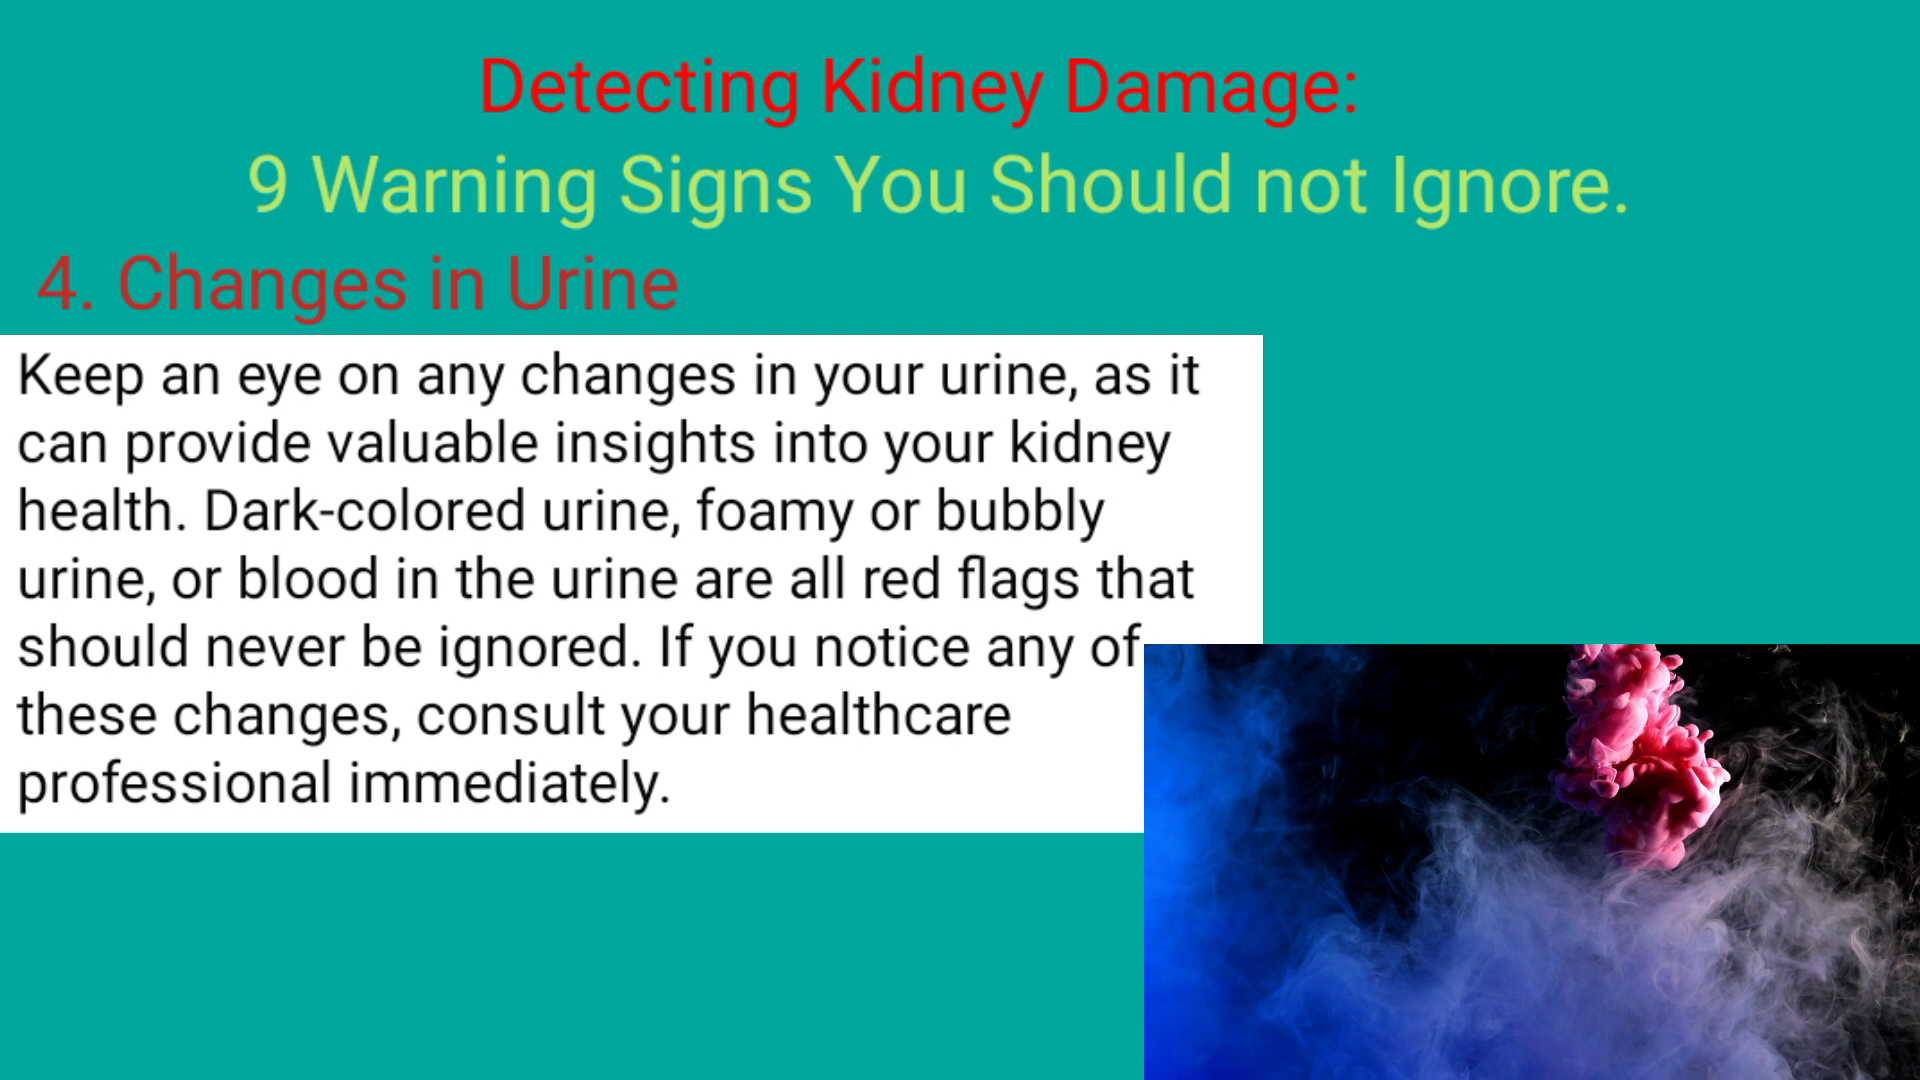 Detecting Kidney Damage:
9 Warning Signs You Should not Ignore.
4. Changes in Urine
Keep an eye on any changes in your urine, as it
can provide valuable insights into your kidney
health. Dark-colored urine, foamy or bubbly
urine, or blood in the urine are all red flags that
should never be ignored. If you notice any of
these changes, consult your healthcare
professional immediately.